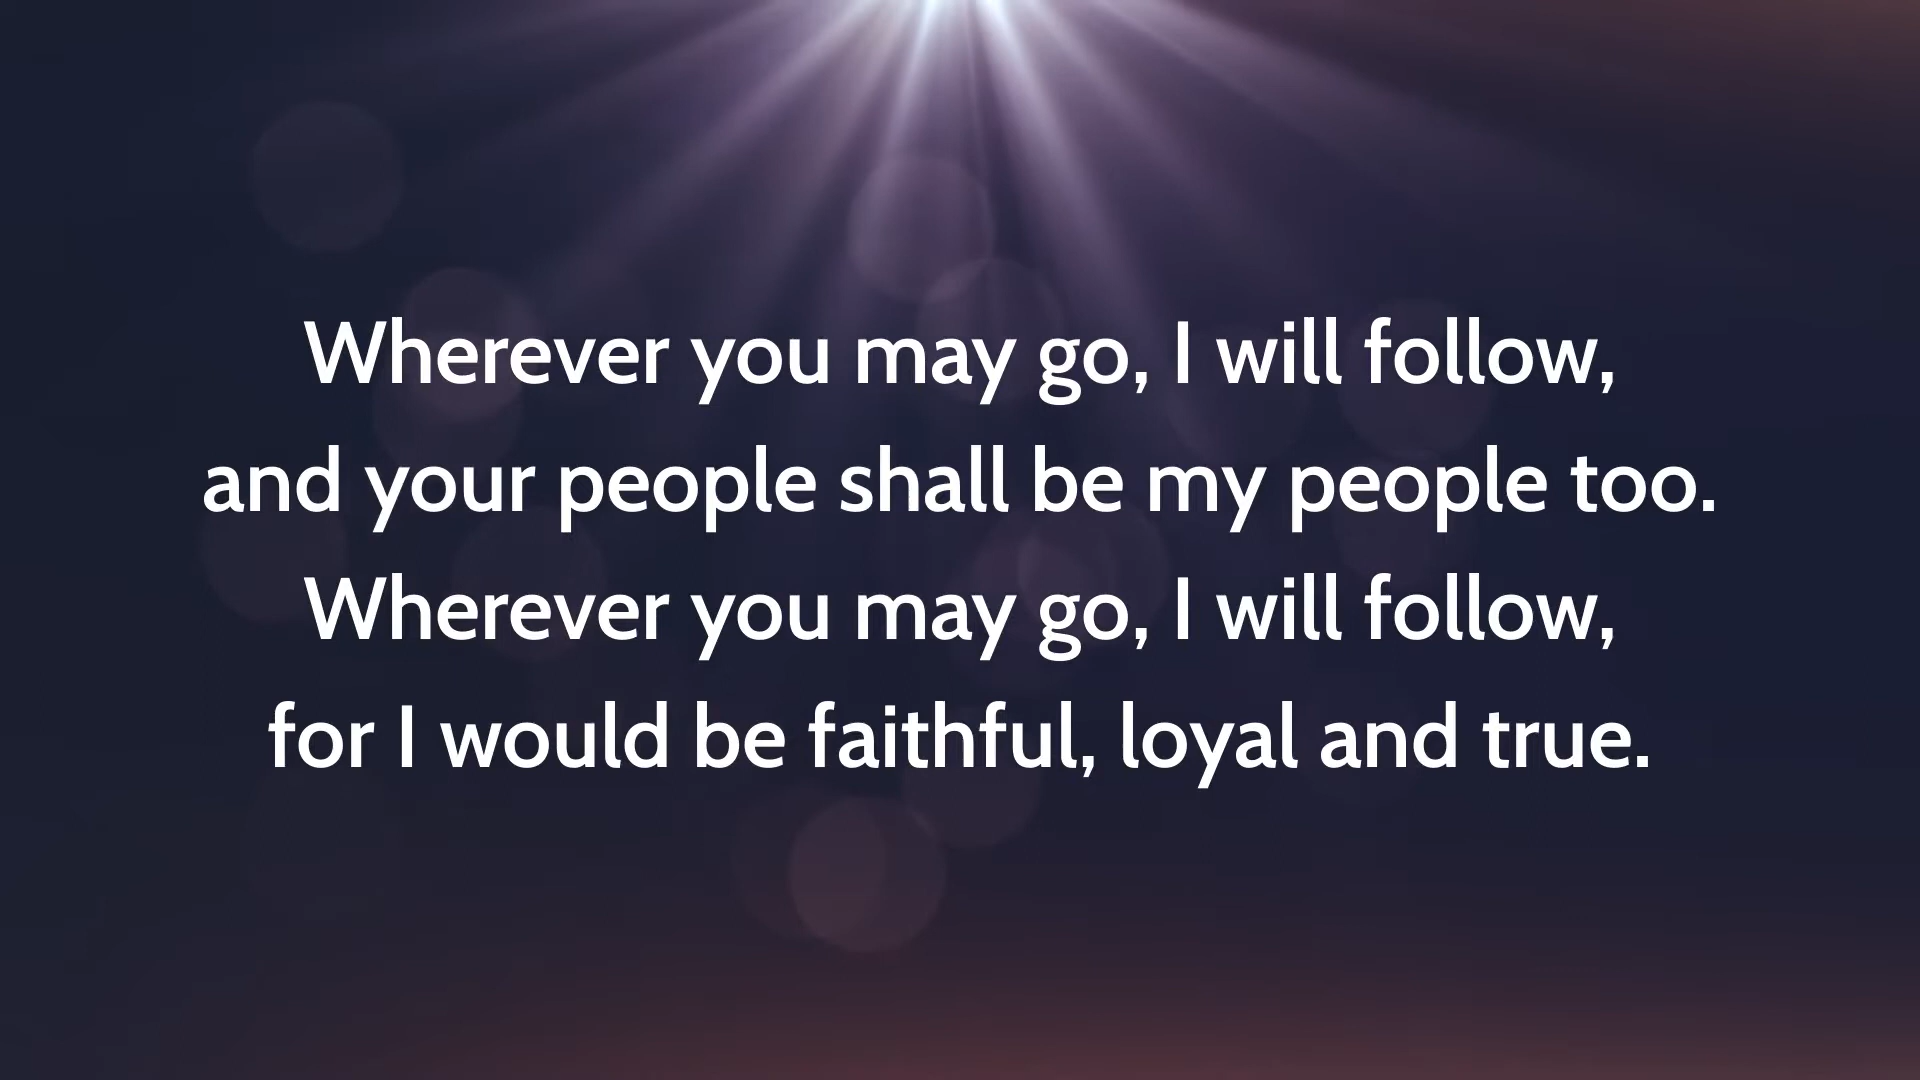 Wherever you may go, I will follow,
and your people shall be my people too.
Wherever you may go, I will follow,
for I would be faithful, loyal and true.